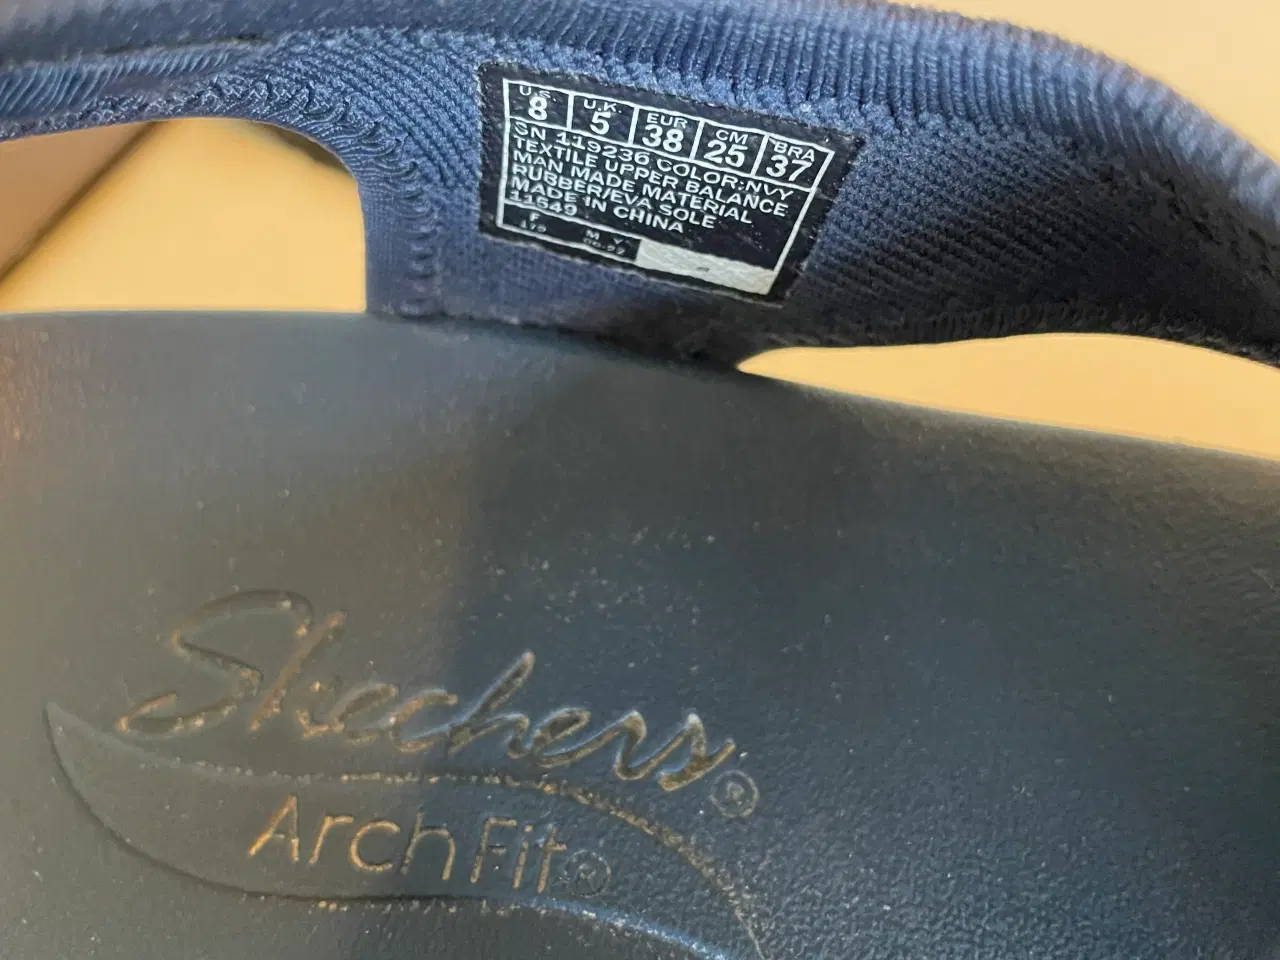 U.S. U.K. EUR CM BRA
8 5 38 25 37
SN 119236 COLOR:NVY
TEXTILE UPPER BALANCE
MAN MADE MATERIAL
RUBBER/EVA SOLE
MADE IN CHINA
11649
F M Y
Skechers®
Arch Fit®